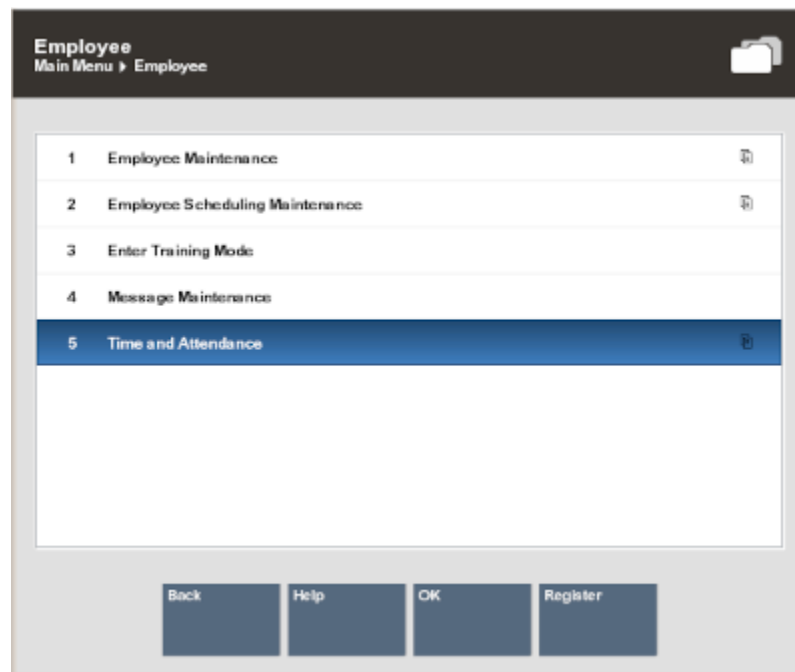 Employee
Main Menu ▸ Employee
1 Employee Maintenance
2 Employee Scheduling Maintenance
3 Enter Training Mode
4 Message Maintenance
5 Time and Attendance
Back Help OK Register